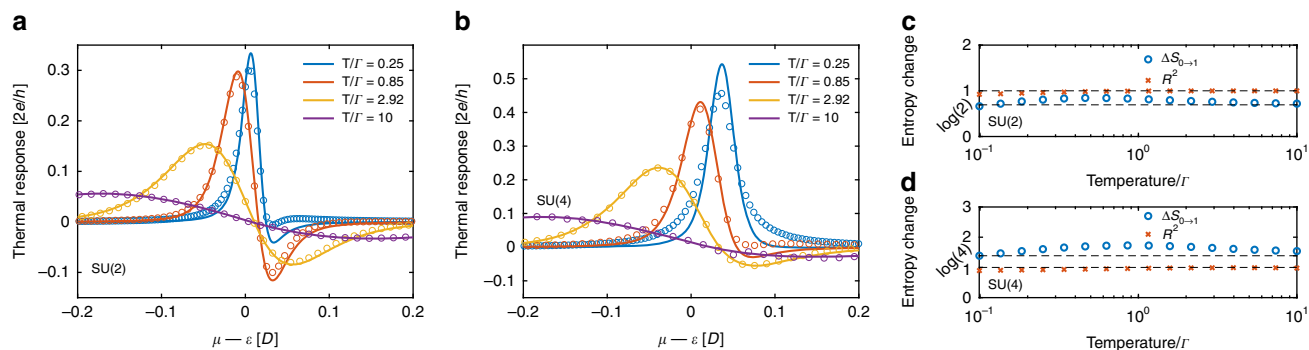 a
Thermal response [2e/h]
0.3
0.2
0.1
0
−0.1
T/Γ = 0.25
T/Γ = 0.85
T/Γ = 2.92
T/Γ = 10
SU(2)
−0.2 −0.1 0 0.1 0.2
μ — ε [D]
b
Thermal response [2e/h]
0.5
0.4
0.3
0.2
0.1
0
−0.1
T/Γ = 0.25
T/Γ = 0.85
T/Γ = 2.92
T/Γ = 10
SU(4)
−0.2 −0.1 0 0.1 0.2
μ — ε [D]
c
Entropy change
2
1
log(2)
0
ΔS0→1
R²
SU(2)
10⁻¹ 10⁰ 10¹
Temperature/Γ
d
Entropy change
3
2
log(4)
1
0
ΔS0→1
R²
SU(4)
10⁻¹ 10⁰ 10¹
Temperature/Γ